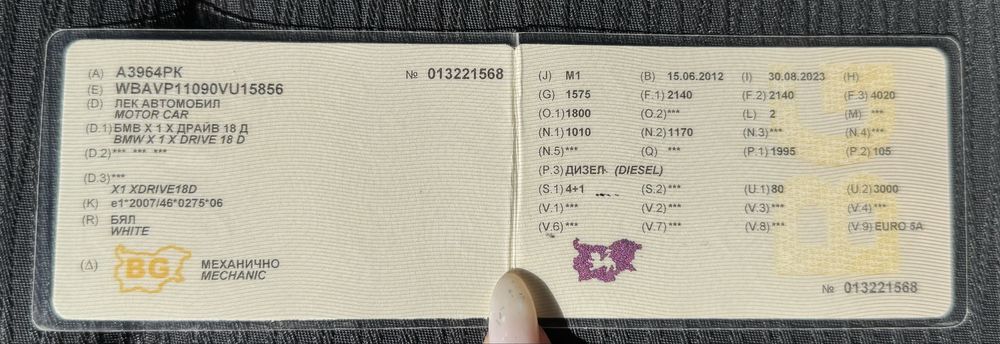 (A) A3964PK № 013221568
(E) WBAVP11090VU15856
(D) ЛЕК АВТОМОБИЛ
MOTOR CAR
(D.1) БМВ Х 1 Х ДРАЙВ 18 Д
BMW X 1 X DRIVE 18 D
(D.2) *** *** ***
(D.3) ***
X1 XDRIVE18D
(K) e1*2007/46*0275*06
(R) БЯЛ
WHITE
(Δ) BG МЕХАНИЧНО
MECHANIC
(J) M1 (B) 15.06.2012 (I) 30.08.2023 (H)
(G) 1575 (F.1) 2140 (F.2) 2140 (F.3) 4020
(O.1) 1800 (O.2) *** (L) 2 (M) ***
(N.1) 1010 (N.2) 1170 (N.3) *** (N.4) ***
(N.5) *** (Q) *** (P.1) 1995 (P.2) 105
(P.3) ДИЗЕЛ (DIESEL)
(S.1) 4+1 (S.2) *** (U.1) 80 (U.2) 3000
(V.1) *** (V.2) *** (V.3) *** (V.4) ***
(V.6) *** (V.7) *** (V.8) *** (V.9) EURO 5A
BG
№ 013221568